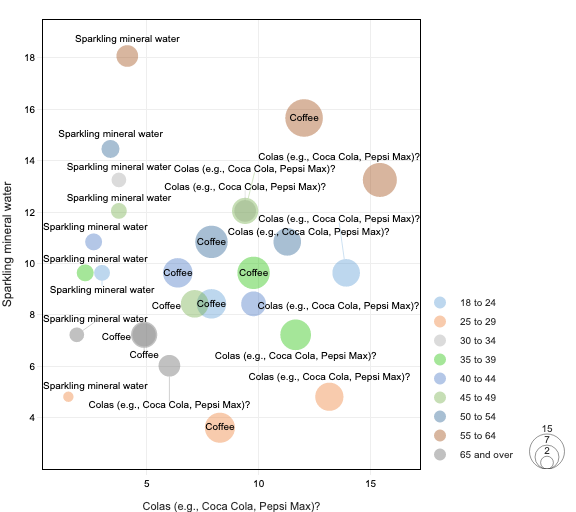 Sparkling mineral water
18
16
Coffee
Sparkling mineral water
14
Colas (e.g., Coca Cola, Pepsi Max)?
Sparkling mineral water
Colas (e.g., Coca Cola, Pepsi Max)?
Colas (e.g., Coca Cola, Pepsi Max)?
Sparkling mineral water
12
Colas (e.g., Coca Cola, Pepsi Max)?
Sparkling mineral water
Colas (e.g., Coca Cola, Pepsi Max)?
Coffee
10
Sparkling mineral water
Coffee
Coffee
Sparkling mineral water
Coffee
Coffee
Colas (e.g., Coca Cola, Pepsi Max)?
8
Sparkling mineral water
Coffee
Coffee
Colas (e.g., Coca Cola, Pepsi Max)?
6
Colas (e.g., Coca Cola, Pepsi Max)?
Sparkling mineral water
Colas (e.g., Coca Cola, Pepsi Max)?
4
Coffee
5
10
15
Colas (e.g., Coca Cola, Pepsi Max)?
Sparkling mineral water
18 to 24
25 to 29
30 to 34
35 to 39
40 to 44
45 to 49
50 to 54
55 to 64
65 and over
15
7
2